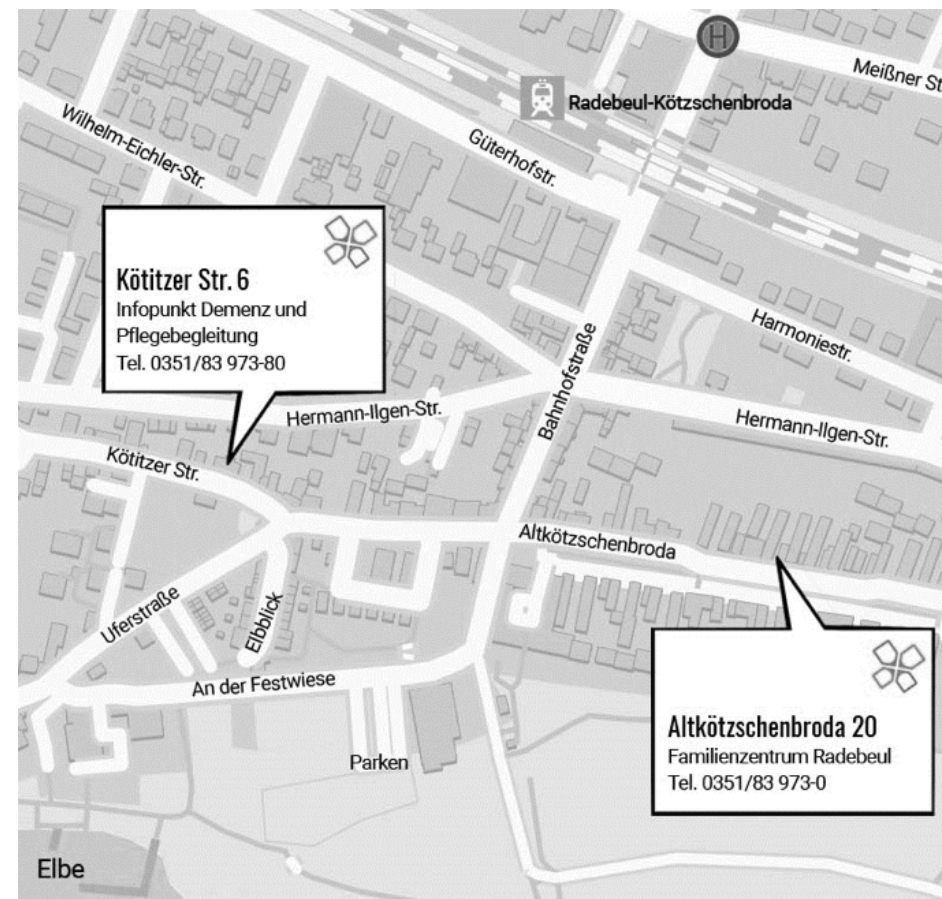 H
Meißner St
Radebeul-Kötzschenbroda
Wilhelm-Eichler-Str.
Güterhofstr.
Kötitzer Str. 6
Infopunkt Demenz und
Pflegebegleitung
Tel. 0351/83 973-80
Harmoniestr.
Bahnhofstraße
Hermann-Ilgen-Str.
Hermann-Ilgen-Str.
Kötitzer Str.
Altkötzschenbroda
Uferstraße
Elbblick
An der Festwiese
Altkötzschenbroda 20
Familienzentrum Radebeul
Tel. 0351/83 973-0
Parken
Elbe